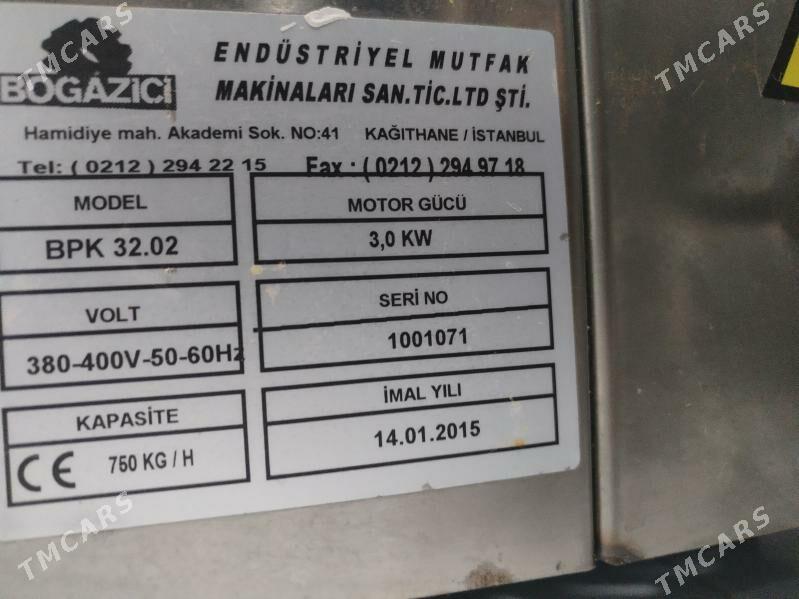 BOĞAZİÇİ
ENDÜSTRİYEL MUTFAK
MAKİNALARI SAN.TİC.LTD ŞTİ.
Hamidiye mah. Akademi Sok. NO:41 KAĞITHANE / İSTANBUL
Tel: ( 0212 ) 294 22 15 Fax : ( 0212 ) 294 97 18
MODEL
BPK 32.02
MOTOR GÜCÜ
3,0 KW
VOLT
380-400V-50-60Hz
SERİ NO
1001071
KAPASİTE
CE 750 KG / H
İMAL YILI
14.01.2015
TMCARS
TMCARS
TMCARS
TMCARS
TMCARS